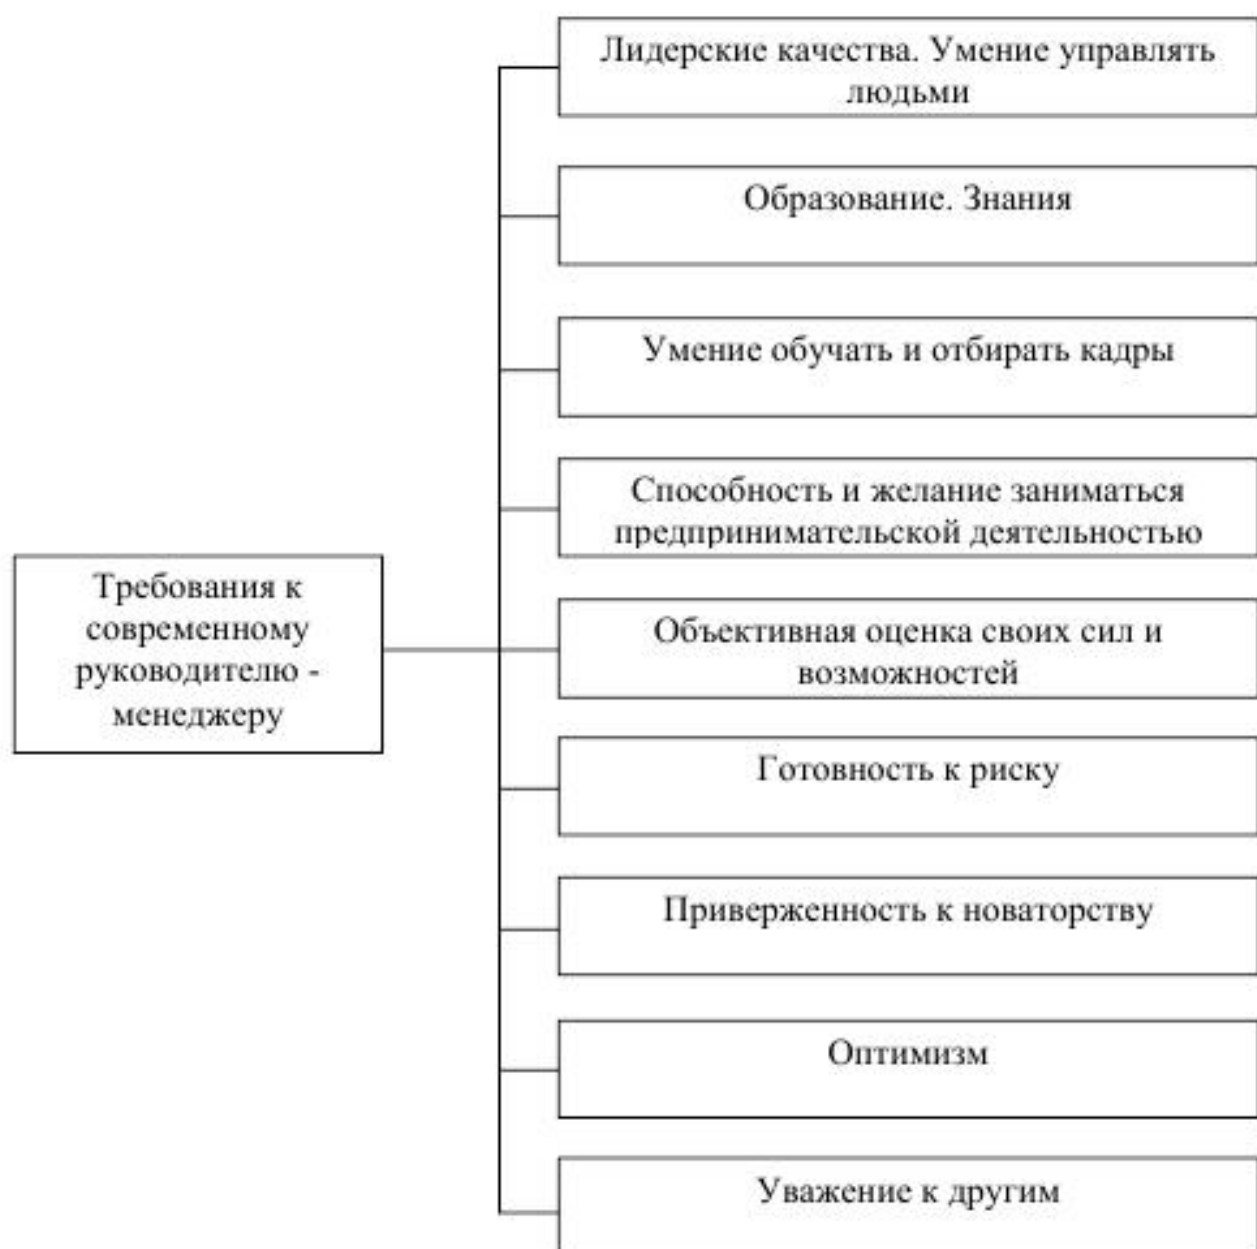 Лидерские качества. Умение управлять
людьми
Образование. Знания
Умение обучать и отбирать кадры
Способность и желание заниматься
предпринимательской деятельностью
Требования к
современному
руководителю -
менеджеру
Объективная оценка своих сил и
возможностей
Готовность к риску
Приверженность к новаторству
Оптимизм
Уважение к другим